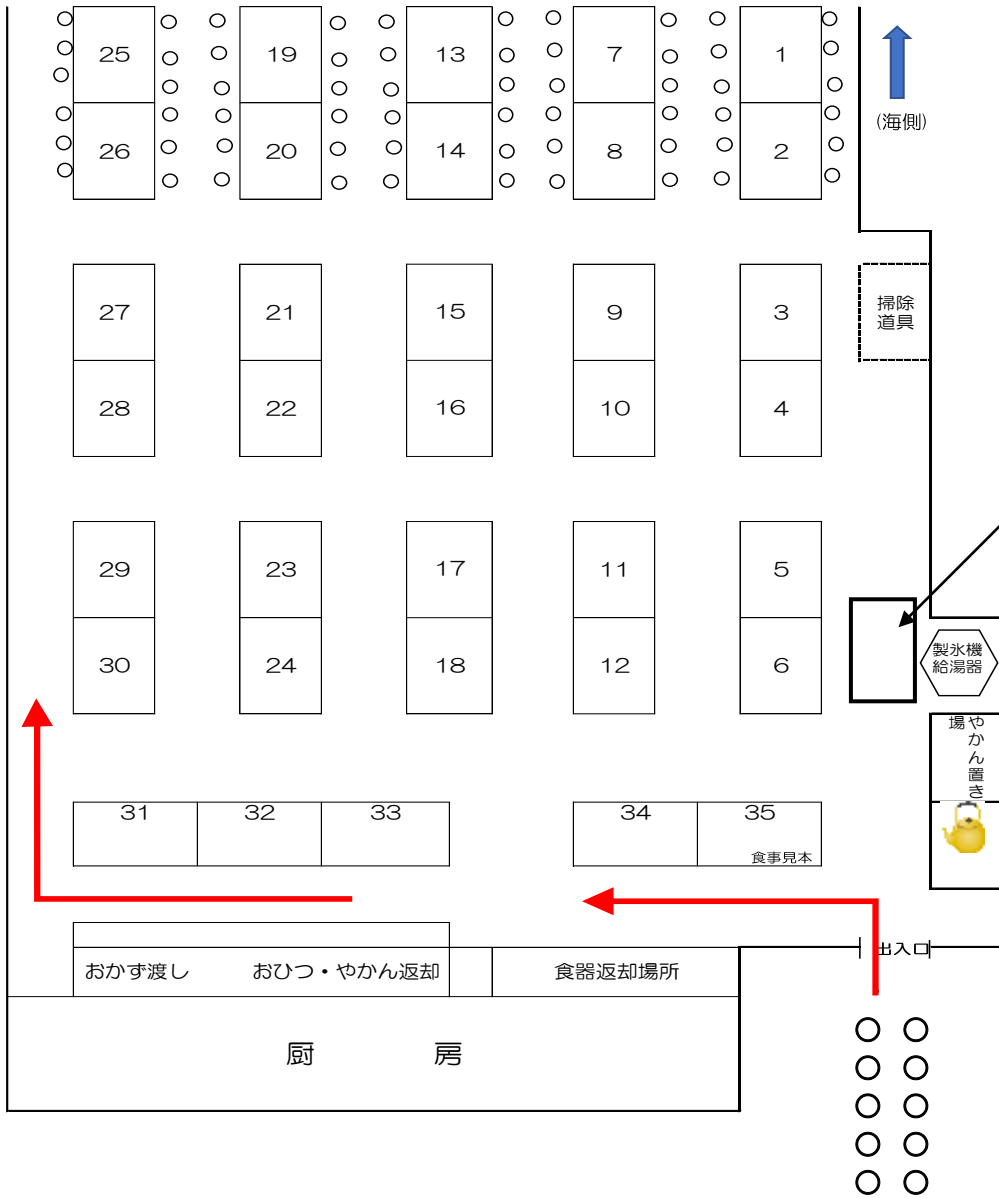 25 19 13 7 1
(海側)
26 20 14 8 2
27 21 15 9 3
掃除
道具
28 22 16 10 4
29 23 17 11 5
30 24 18 12 6
製氷機
給湯器
やかん置き
場
31 32 33 34 35
食事見本
出入口
おかず渡し おひつ・やかん返却 食器返却場所
厨 房